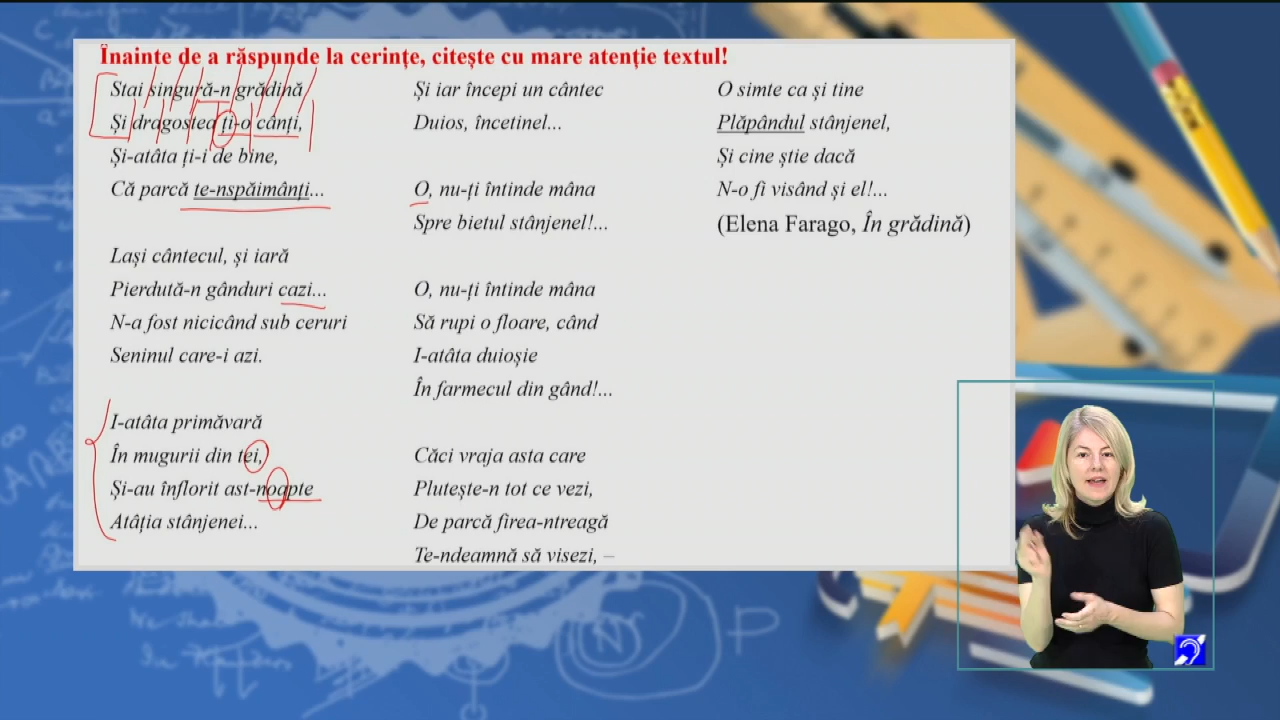 Înainte de a răspunde la cerințe, citește cu mare atenție textul!
Stai singură-n grădină
Și dragostea ți-o cânți,
Și-atâta ți-i de bine,
Că parcă te-nspăimânți...
Lași cântecul, și iară
Pierdută-n gânduri cazi...
N-a fost nicicând sub ceruri
Seninul care-i azi.
I-atâta primăvară
În mugurii din tei,
Și-au înflorit ast-noapte
Atâția stânjenei...
Și iar începi un cântec
Duios, încetinel...
O, nu-ți întinde mâna
Spre bietul stânjenel!...
O, nu-ți întinde mâna
Să rupi o floare, când
I-atâta duioșie
În farmecul din gând!...
Căci vraja asta care
Plutește-n tot ce vezi,
De parcă firea-ntreagă
Te-ndeamnă să visezi, –
O simte ca și tine
Plăpândul stânjenel,
Și cine știe dacă
N-o fi visând și el!...
(Elena Farago, În grădină)
N
P